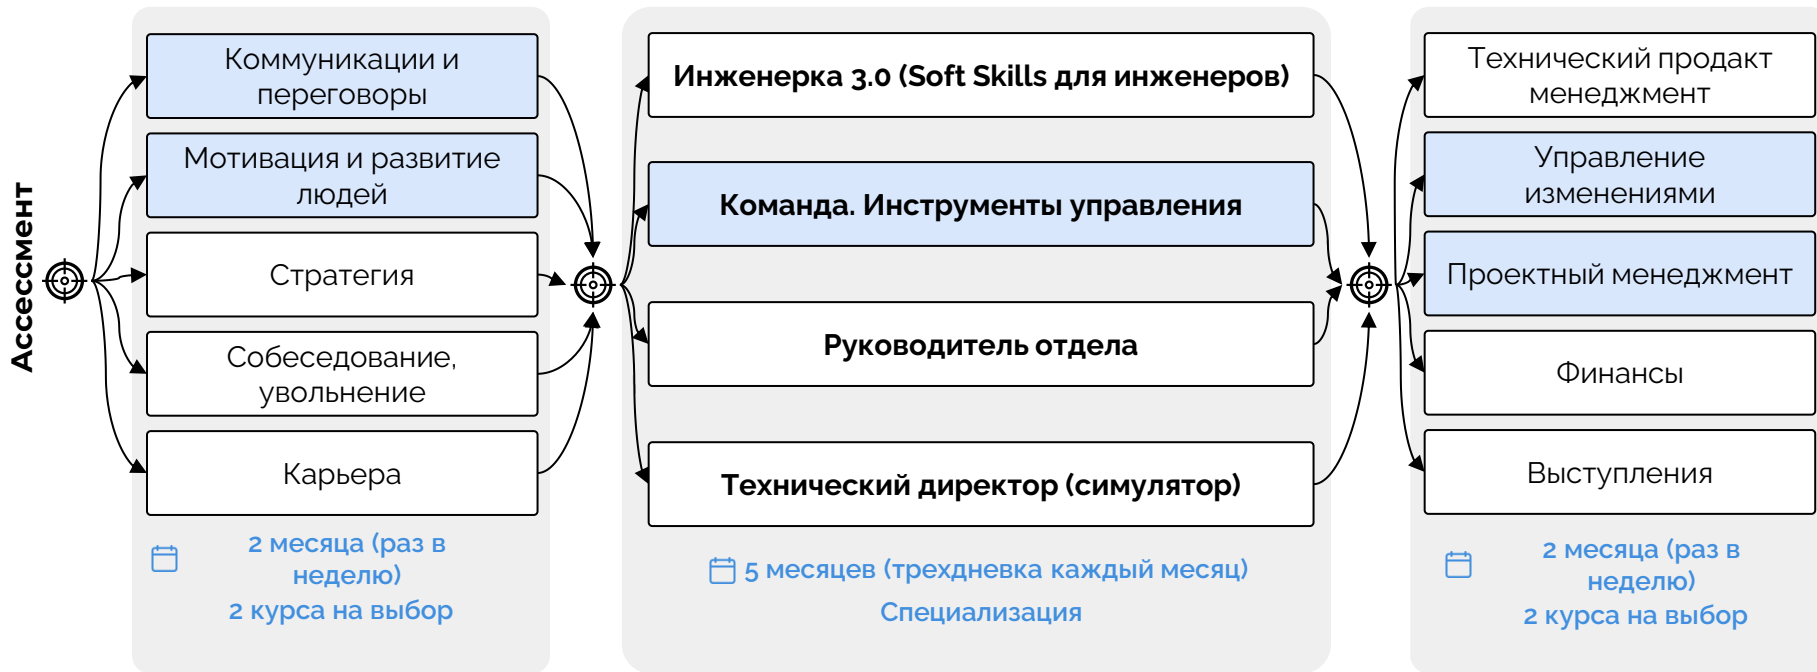 Ассессмент
Коммуникации и
переговоры
Мотивация и развитие
людей
Стратегия
Собеседование,
увольнение
Карьера
2 месяца (раз в
неделю)
2 курса на выбор
Инженерка 3.0 (Soft Skills для инженеров)
Команда. Инструменты управления
Руководитель отдела
Технический директор (симулятор)
5 месяцев (трехдневка каждый месяц)
Специализация
Технический продакт
менеджмент
Управление
изменениями
Проектный менеджмент
Финансы
Выступления
2 месяца (раз в
неделю)
2 курса на выбор